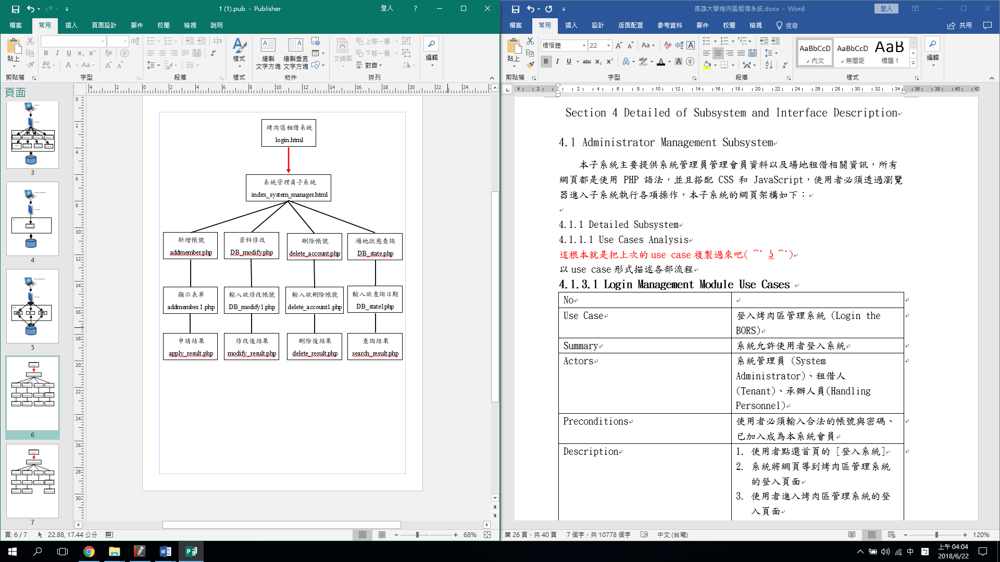 1 (1).pub - Publisher
登入
?
檔案 常用 插入 頁面設計 郵件 校閱 檢視 說明
貼上
剪貼簿
字型
段落
樣式
樣式
繪製
文字方塊
繪製垂直
文字方塊
物件
文繞圖
上移一層
下移一層
對齊
排列
編輯
頁面
3
4
5
6
7
烤肉區租借系統
login.html
系統管理員子系統
index_system_manager.html
新增帳號
addmember.php
資料修改
DB_modify.php
刪除帳號
delete_account.php
場地狀態查詢
DB_state.php
顯示表單
addmember.1.php
輸入欲修改帳號
DB_modify1.php
輸入欲刪除帳號
delete_account1.php
輸入欲查詢日期
DB_state1php
申請結果
apply_result.php
修改後結果
modify_result.php
刪除後結果
delete_result.php
查詢結果
search_result.php
頁: 6 / 7
22.88, 17.44 公分
68%
高雄大學烤肉區租借系統.docx - Word
登入
檔案 常用 插入 設計 版面配置 參考資料 郵件 校閱 檢視 搜尋
共用
貼上
剪貼簿
標楷體 22
字型
段落
AaBbCcD AaBbCcD AaB
內文 無間距 標題 1
樣式
編輯
Section 4 Detailed of Subsystem and Interface Description
4.1 Administrator Management Subsystem
本子系統主要提供系統管理員管理會員資料以及場地租借相關資訊，所有
網頁都是使用 PHP 語法，並且搭配 CSS 和 JavaScript，使用者必須透過瀏覽
器進入子系統執行各項操作，本子系統的網頁架構如下：
4.1.1 Detailed Subsystem
4.1.1.1 Use Cases Analysis
這根本就是把上次的 use case 複製過來吧( ͡° ͜ʖ ͡°)
以 use case 形式描述各部流程
4.1.3.1 Login Management Module Use Cases
No
Use Case
登入烤肉區管理系統 (Login the
BORS)
Summary
系統允許使用者登入系統
Actors
系統管理員 (System
Administrator)、租借人
(Tenant)、承辦人員(Handling
Personnel)
Preconditions
使用者必須輸入合法的帳號與密碼、
已加入成為本系統會員
Description
1. 使用者點選首頁的 [登入系統]
2. 系統將網頁導到烤肉區管理系統
的登入頁面
3. 使用者進入烤肉區管理系統的登
入頁面
第 26 頁，共 40 頁
7 個字，共 10778 個字
中文 (台灣)
120%
中
上午 04:04
2018/6/22